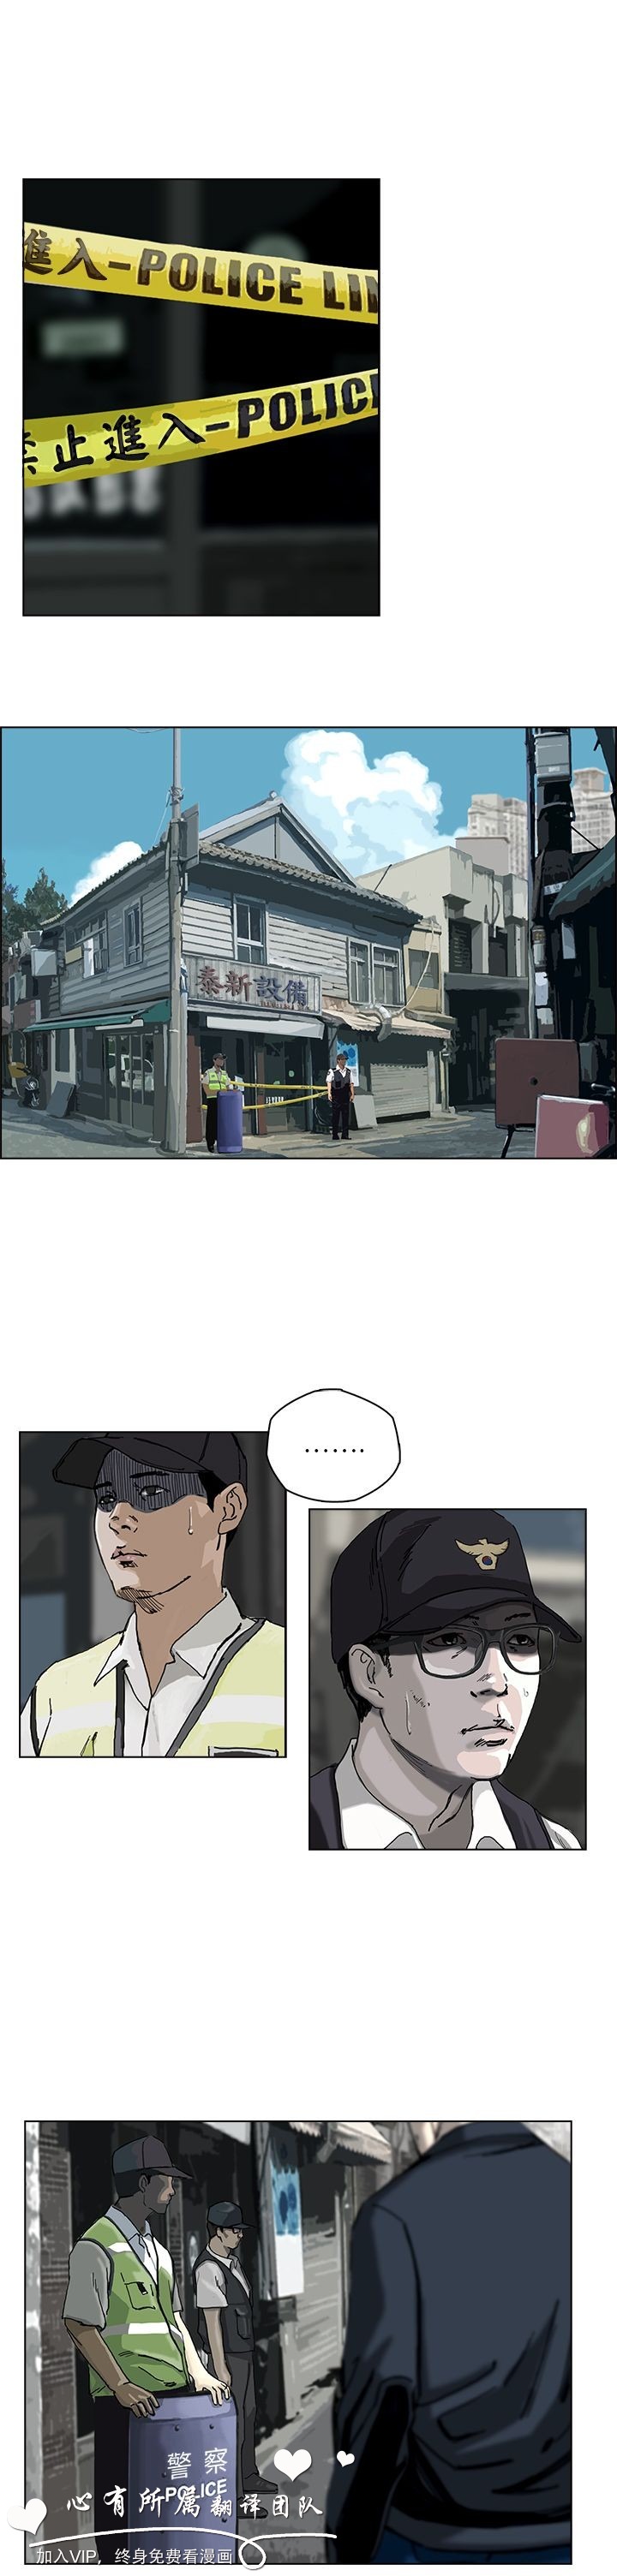 進入-POLICE LIN
禁止進入-POLICE
泰新設備
.......
警察
POLICE
心有所属翻译团队
加入VIP，终身免费看漫画